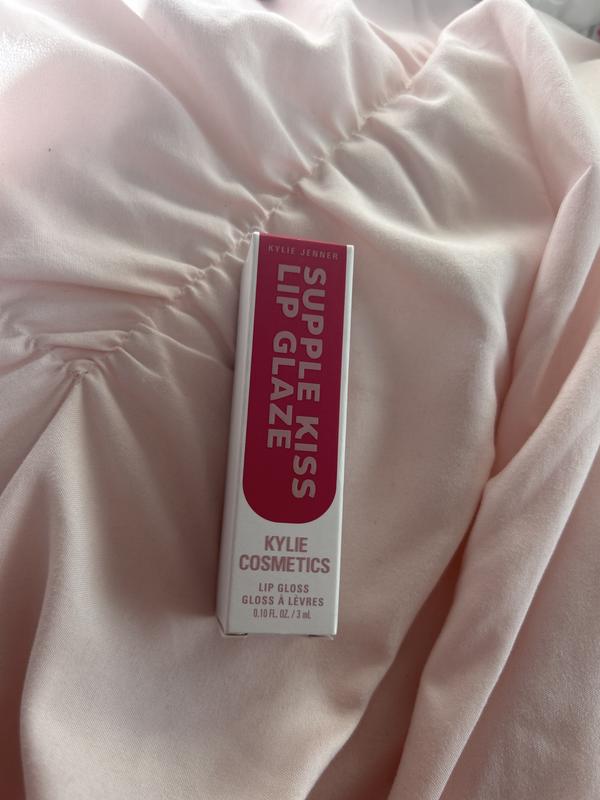 KYLIE JENNER
SUPPLE KISS
LIP GLAZE
KYLIE
COSMETICS
LIP GLOSS
GLOSS À LÈVRES
0.10 FL. OZ. / 3 mL